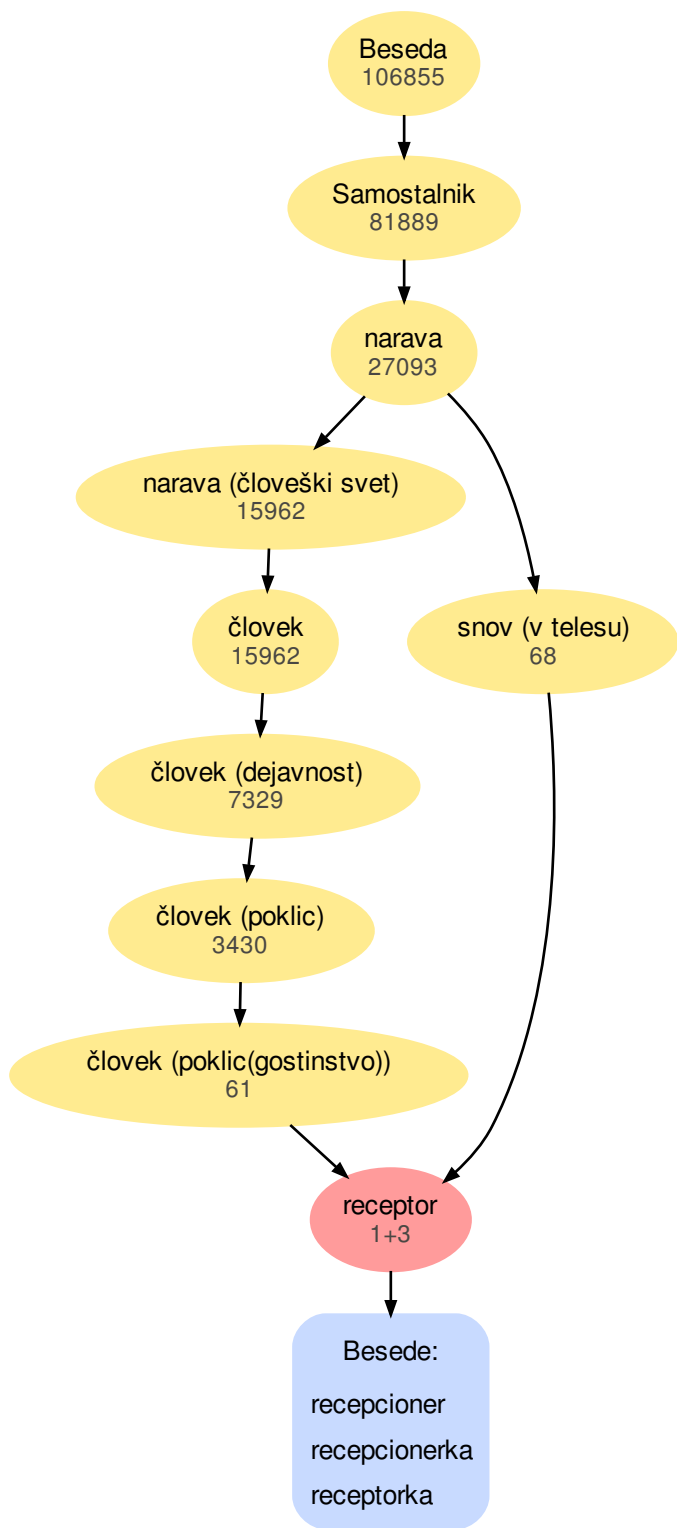 Beseda
106855
Samostalnik
81889
narava
27093
narava (človeški svet)
15962
človek
15962
snov (v telesu)
68
človek (dejavnost)
7329
človek (poklic)
3430
človek (poklic(gostinstvo))
61
receptor
1+3
Besede:
recepcioner
recepcionerka
receptorka